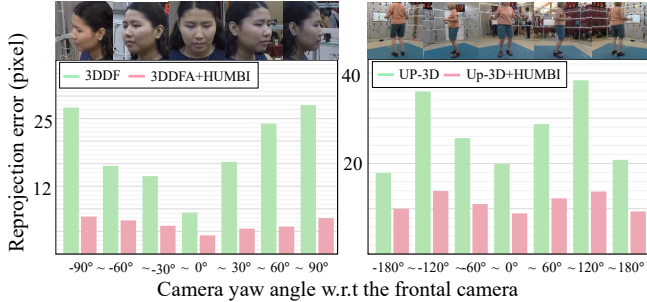 3DDF 3DDFA+HUMBI
UP-3D Up-3D+HUMBI
Reprojection error (pixel)
25
12
40
20
-90° ~ -60° ~ -30° ~ 0° ~ 30° ~ 60° ~ 90°
-180° ~ -120° ~ -60° ~ 0° ~ 60° ~ 120° ~ 180°
Camera yaw angle w.r.t the frontal camera